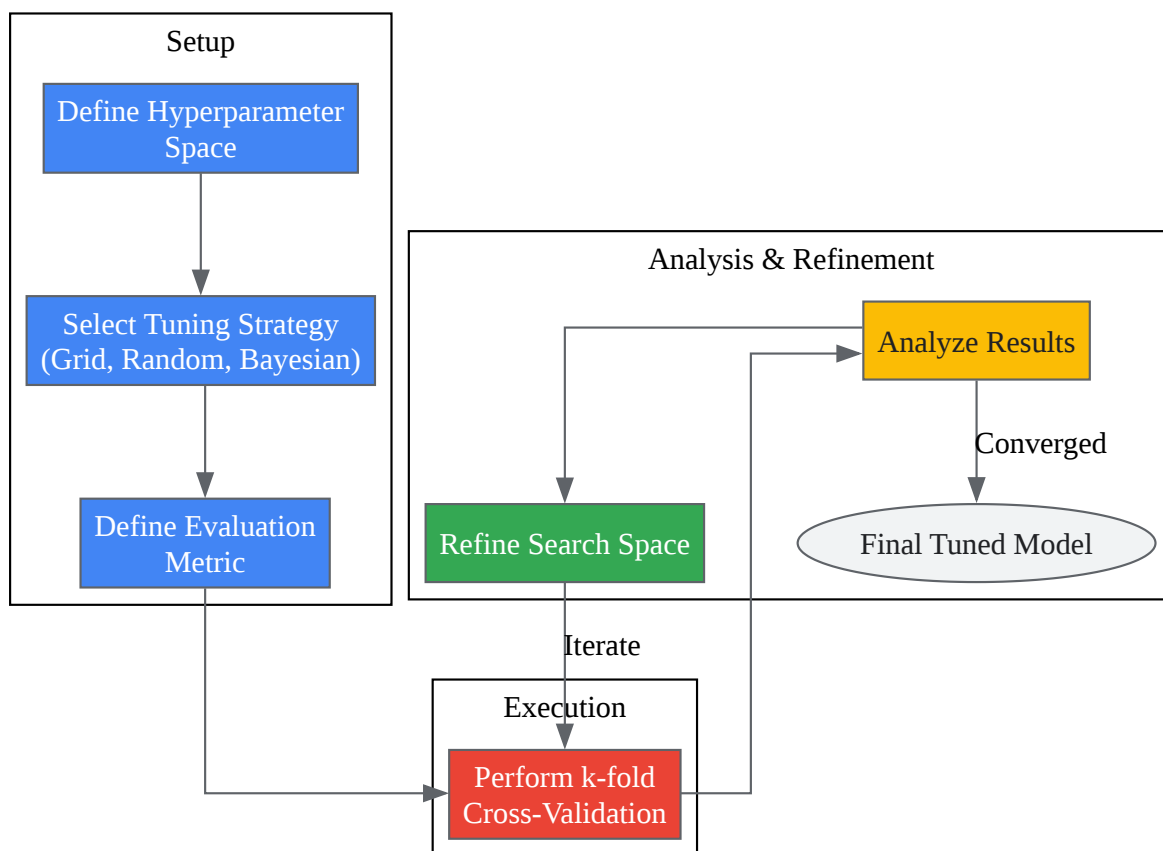 Setup
Define Hyperparameter
Space
Select Tuning Strategy
(Grid, Random, Bayesian)
Define Evaluation
Metric
Analysis & Refinement
Analyze Results
Converged
Refine Search Space
Final Tuned Model
Iterate
Execution
Perform k-fold
Cross-Validation